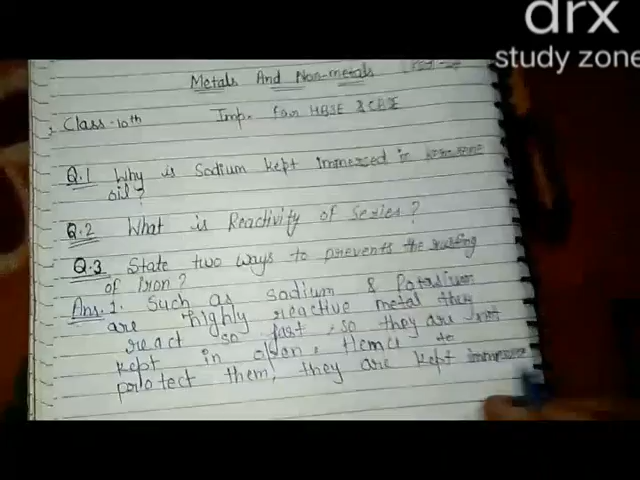 drx
study zone
Metals And Non-metals
Class-10th Imp. for HBSE & CBSE
Q.1 Why is Sodium kept immersed in kerosene
oil?
Q.2 What is Reactivity of Series?
Q.3 State two ways to prevents the rusting
of Iron?
Ans. 1. Such as sodium & Potassium
are highly reactive metal they
react so fast, so they are not
kept in open, Hence to
protect them, they are kept